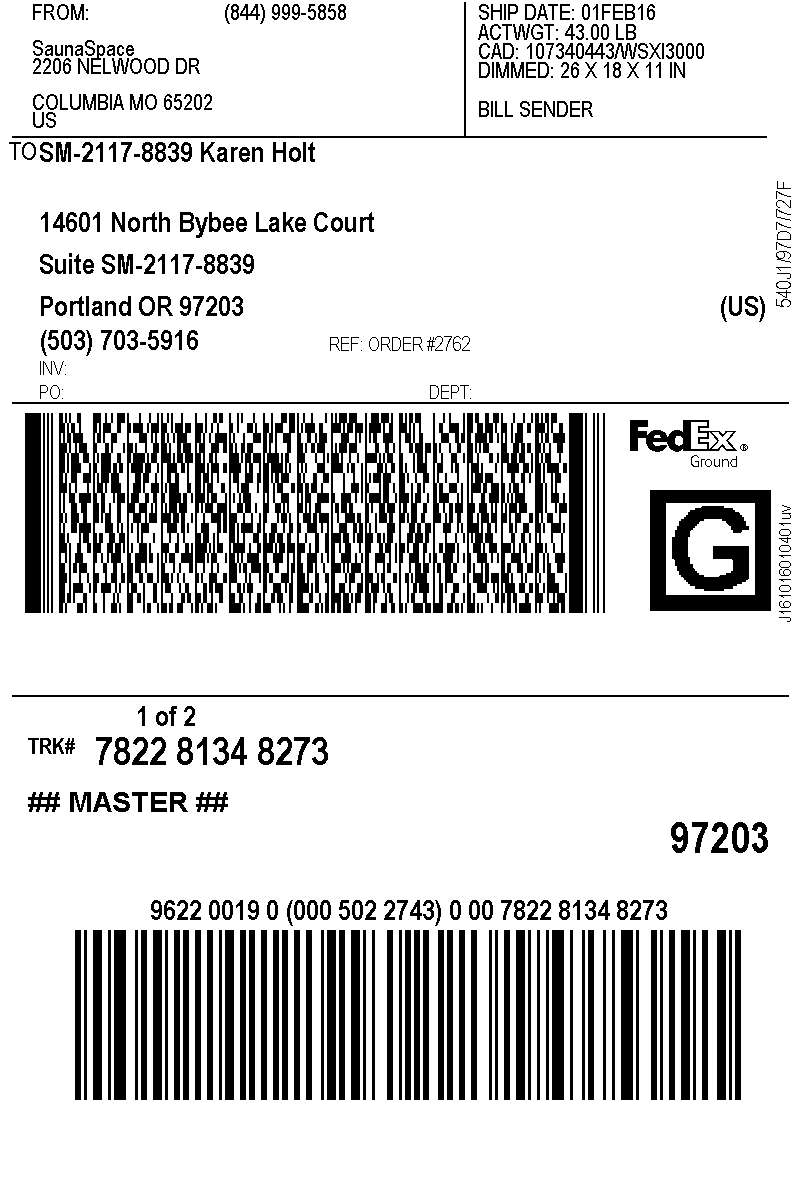 FROM: (844) 999-5858
SaunaSpace
2206 NELWOOD DR
COLUMBIA MO 65202
US
SHIP DATE: 01FEB16
ACTWGT: 43.00 LB
CAD: 107340443/WSXI3000
DIMMED: 26 X 18 X 11 IN
BILL SENDER
TO SM-2117-8839 Karen Holt
14601 North Bybee Lake Court
Suite SM-2117-8839
Portland OR 97203 (US)
(503) 703-5916 REF: ORDER #2762
INV:
PO: DEPT:
540J1/97D7/727F
FedEx®
Ground
G
J161016010401uv
1 of 2
TRK# 7822 8134 8273
## MASTER ##
97203
9622 0019 0 (000 502 2743) 0 00 7822 8134 8273